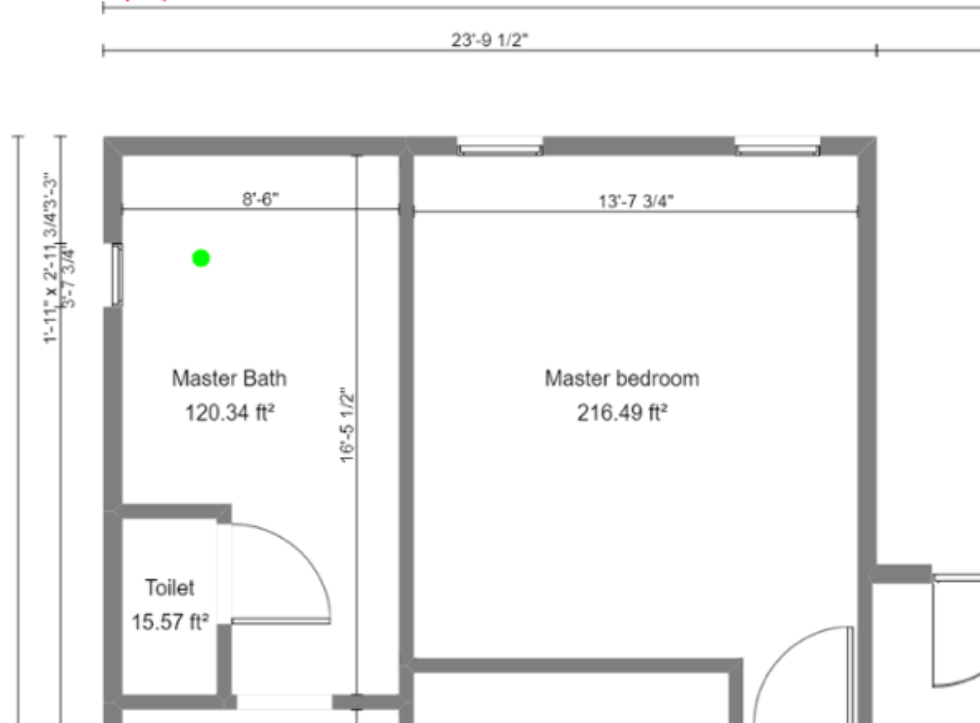 23'-9 1/2"
3'-3"
8'-6"
13'-7 3/4"
1'-11" x 2'-11 3/4"
3'-7 3/4"
Master Bath
120.34 ft²
Master bedroom
216.49 ft²
16'-5 1/2"
Toilet
15.57 ft²